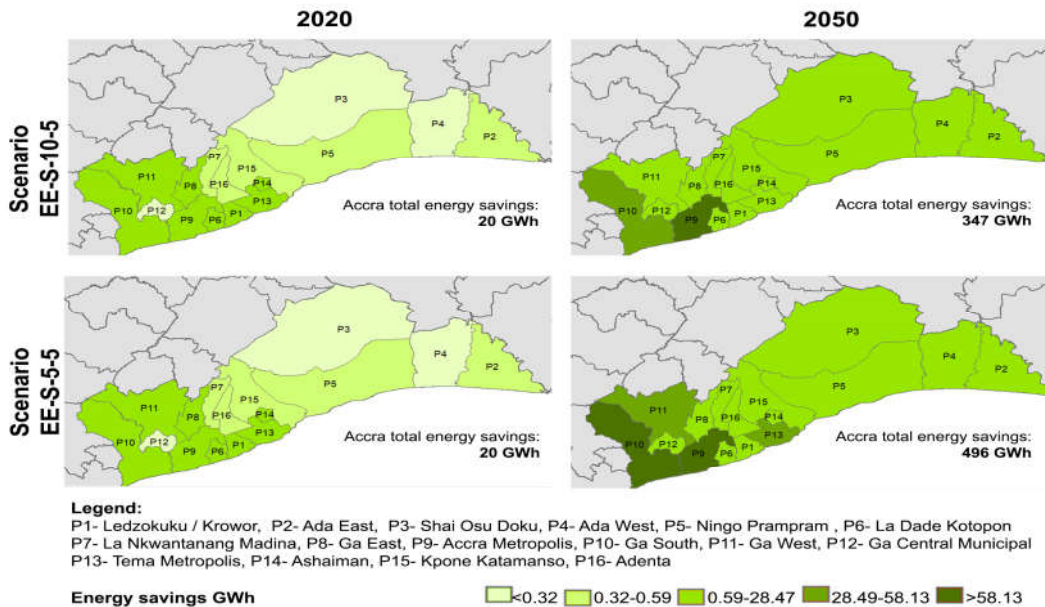 2020 2050
Scenario
EE-S-10-5
P3
P4
P2
P5
P7
P15
P11
P8
P16
P14
P13
P10
P12
P9
P6
P1
Accra total energy savings:
20 GWh
P3
P4
P2
P5
P7
P15
P11
P8
P16
P14
P13
P10
P12
P9
P6
P1
Accra total energy savings:
347 GWh
Scenario
EE-S-5-5
P3
P4
P2
P5
P7
P15
P11
P8
P16
P14
P13
P10
P12
P9
P6
P1
Accra total energy savings:
20 GWh
P3
P4
P2
P5
P7
P15
P11
P8
P16
P14
P13
P10
P12
P9
P6
P1
Accra total energy savings:
496 GWh
Legend:
P1- Ledzokuku / Krowor, P2- Ada East, P3- Shai Osu Doku, P4- Ada West, P5- Ningo Prampram , P6- La Dade Kotopon
P7- La Nkwantanang Madina, P8- Ga East, P9- Accra Metropolis, P10- Ga South, P11- Ga West, P12- Ga Central Municipal
P13- Tema Metropolis, P14- Ashaiman, P15- Kpone Katamanso, P16- Adenta
Energy savings GWh <0.32 0.32-0.59 0.59-28.47 28.49-58.13 >58.13